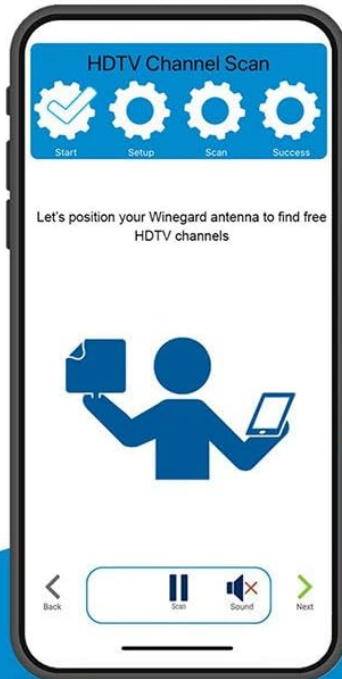 HDTV Channel Scan
Start
Setup
Scan
Success
Let's position your Winegard antenna to find free
HDTV channels
Back
Scan
Sound
Next